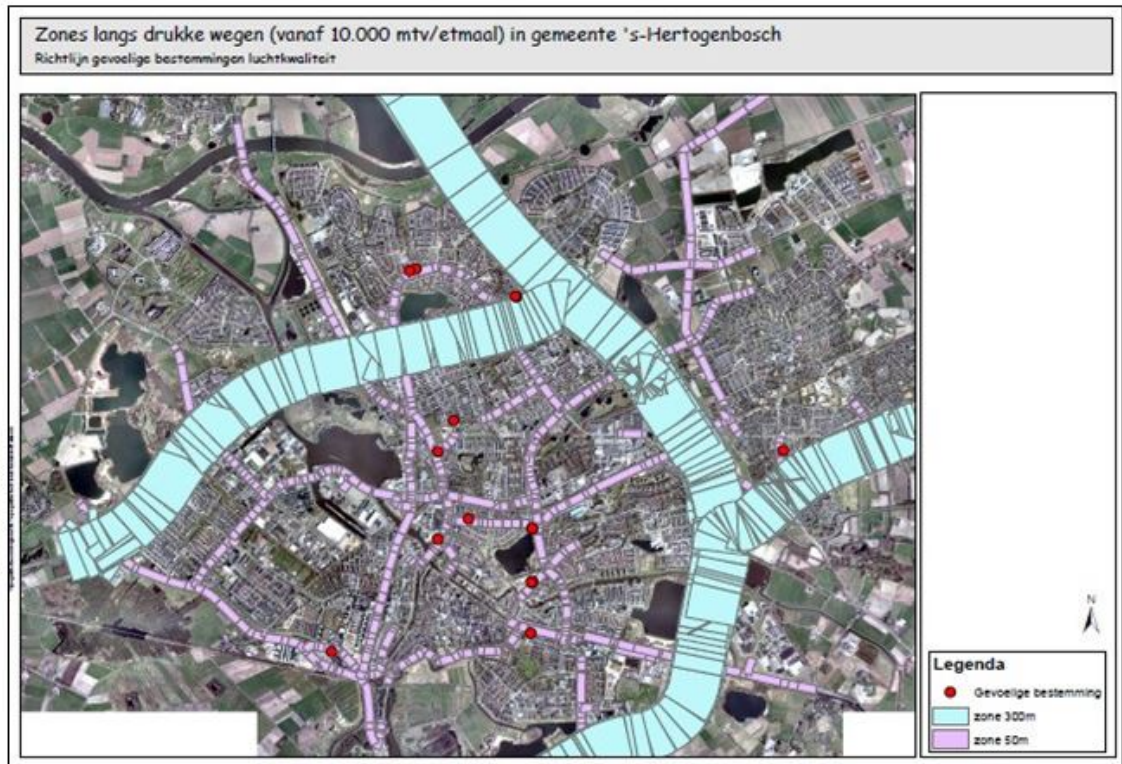 Zones langs drukke wegen (vanaf 10.000 mtv/etmaal) in gemeente 's-Hertogenbosch
Richtlijn gevoelige bestemmingen luchtkwaliteit
N
Legenda
Gevoelige bestemming
zone 300m
zone 50m